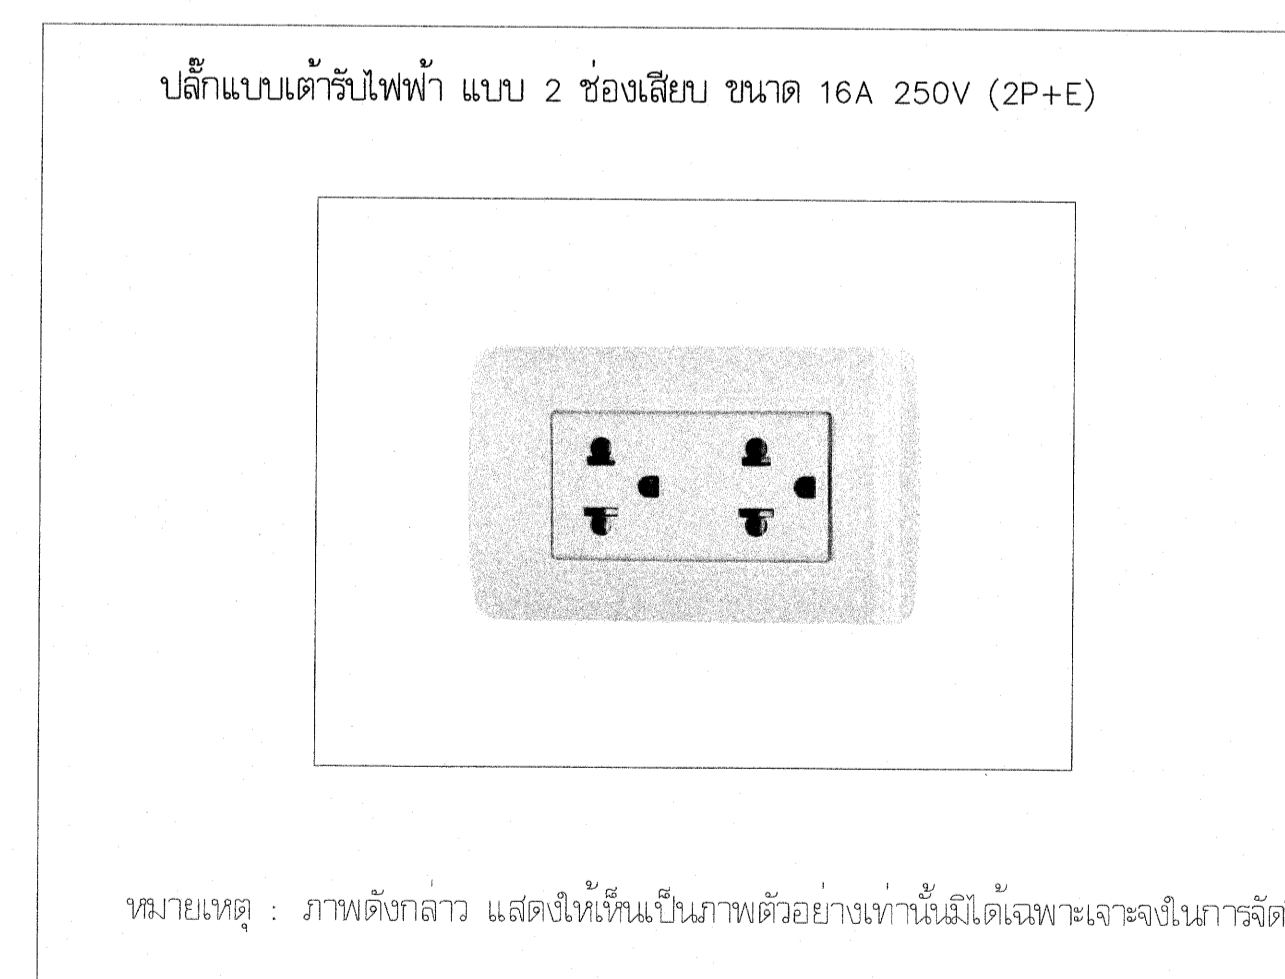 ปลั๊กแบบเต้ารับไฟฟ้า แบบ 2 ช่องเสียบ ขนาด 16A 250V (2P+E)
หมายเหตุ : ภาพดังกล่าว แสดงให้เห็นเป็นภาพตัวอย่างเท่านั้นมิได้เฉพาะเจาะจงในการจัด